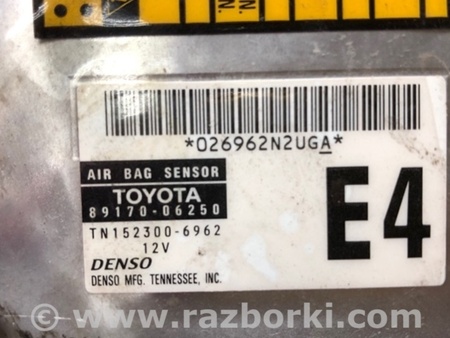 *026962N2UGA*
AIR BAG SENSOR
TOYOTA
89170-06250
E4
TN152300-6962
12V
DENSO
DENSO MFG. TENNESSEE, INC.
© www.razborki.com